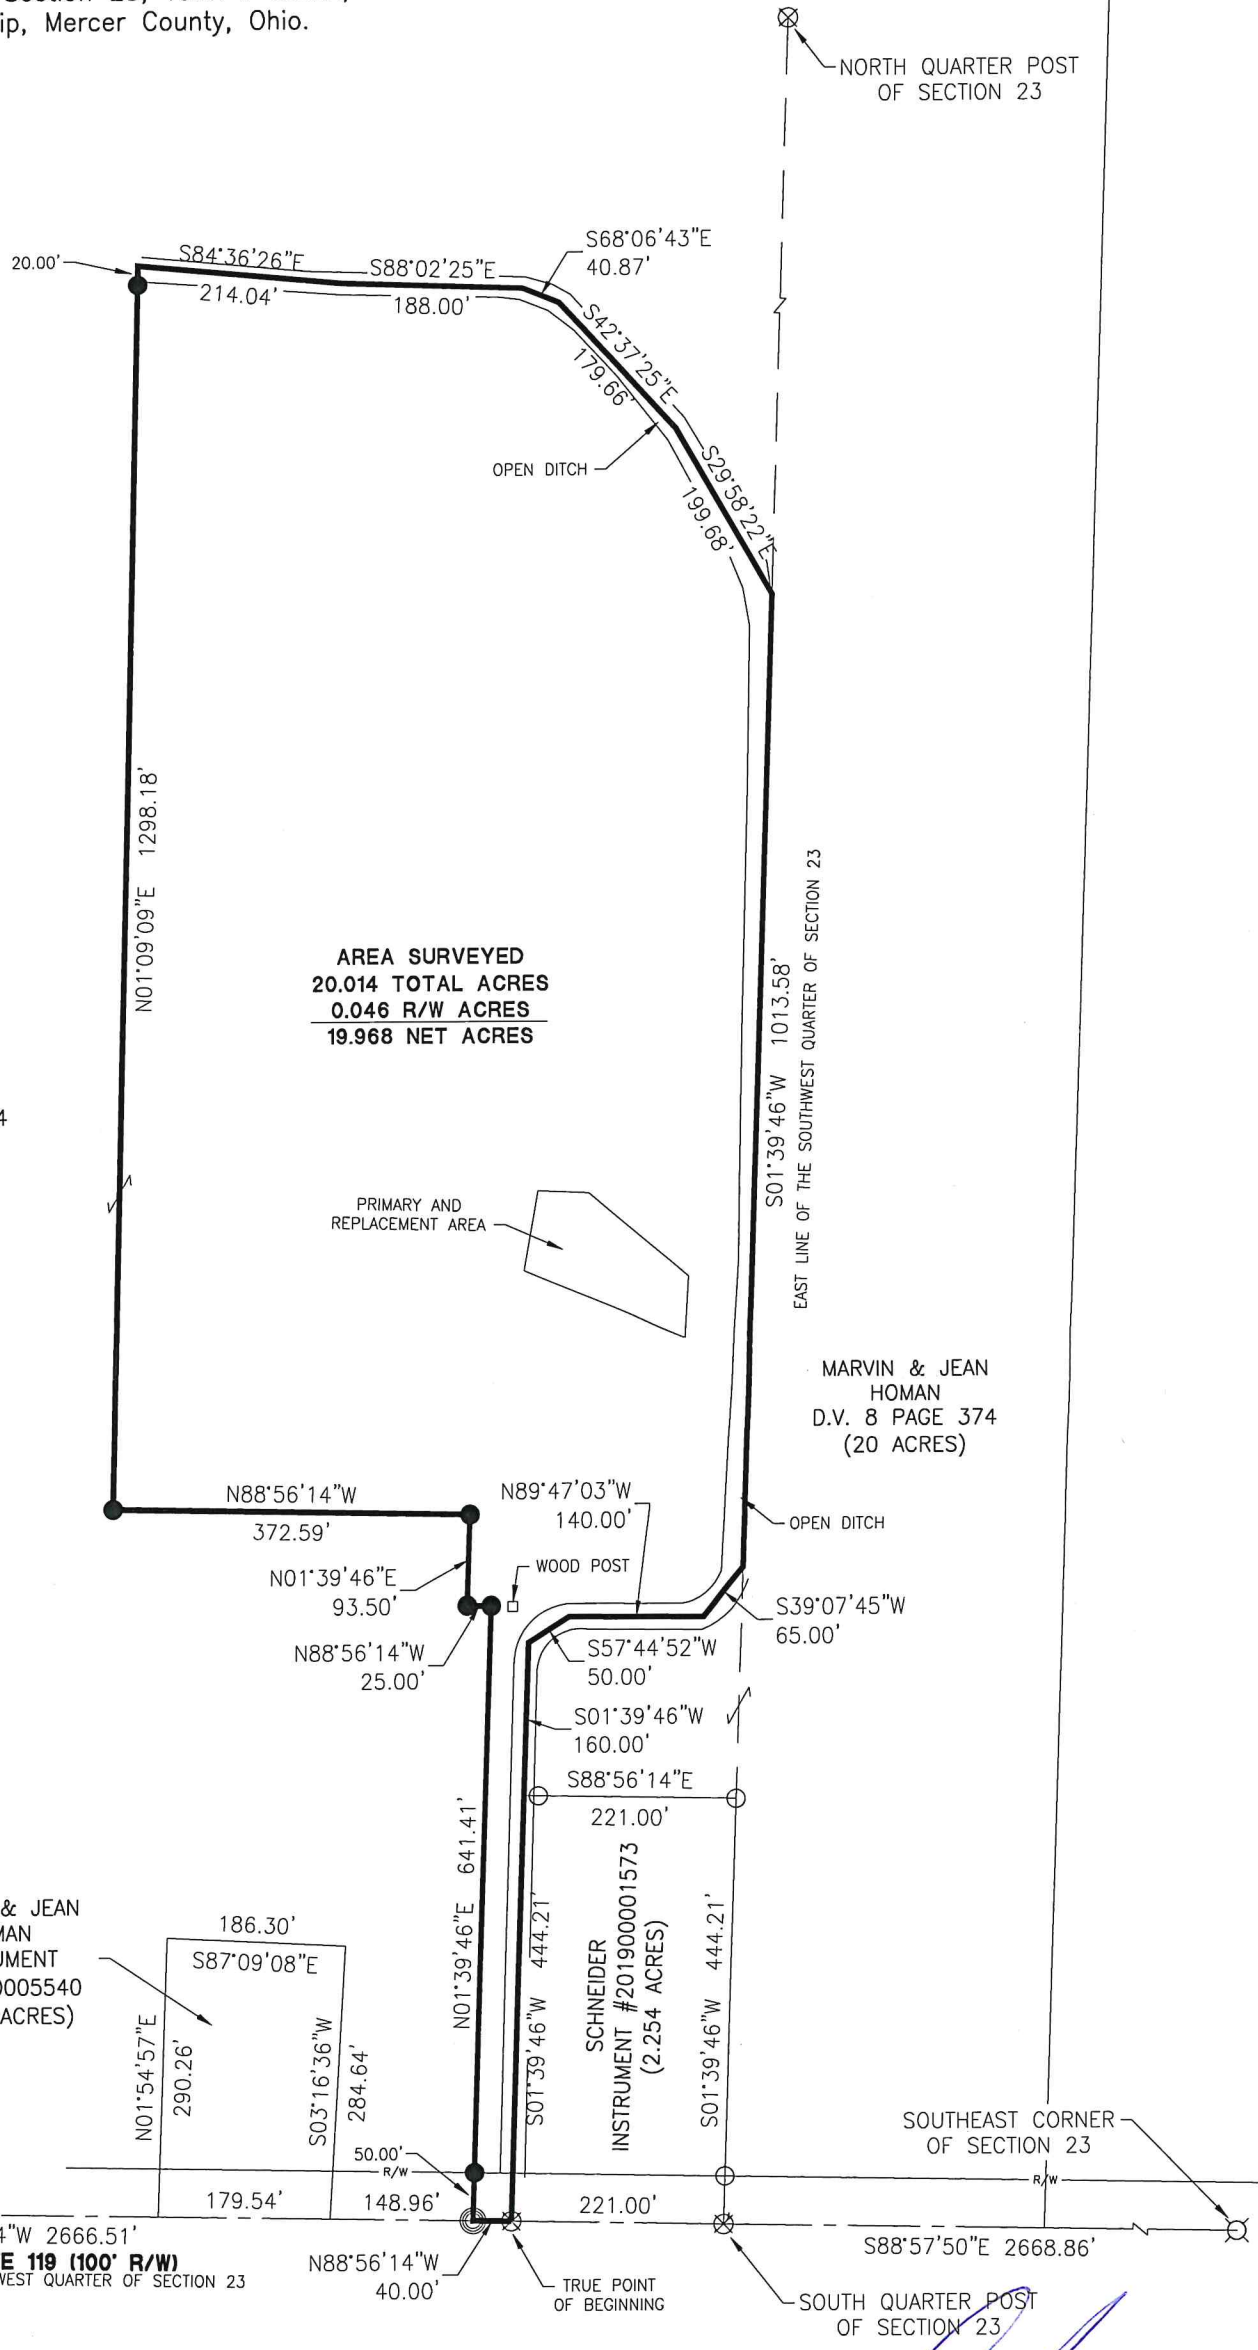 ip, Mercer County, Ohio.
NORTH QUARTER POST
OF SECTION 23
20.00'
S84°36'26"E
214.04'
S88°02'25"E
188.00'
S68°06'43"E
40.87'
S42°37'25"E
179.66'
OPEN DITCH
S29°58'22"E
199.68'
N01°09'09"E 1298.18'
AREA SURVEYED
20.014 TOTAL ACRES
0.046 R/W ACRES
19.968 NET ACRES
S01°39'46"W 1013.58'
EAST LINE OF THE SOUTHWEST QUARTER OF SECTION 23
4
PRIMARY AND
REPLACEMENT AREA
MARVIN & JEAN
HOMAN
D.V. 8 PAGE 374
(20 ACRES)
N88°56'14"W
372.59'
N89°47'03"W
140.00'
OPEN DITCH
N01°39'46"E
93.50'
WOOD POST
S39°07'45"W
65.00'
N88°56'14"W
25.00'
S57°44'52"W
50.00'
S01°39'46"W
160.00'
S88°56'14"E
221.00'
N01°39'46"E 641.41'
S01°39'46"W 444.21'
SCHNEIDER
INSTRUMENT #201900001573
(2.254 ACRES)
S01°39'46"W 444.21'
& JEAN
MAN
UMENT
0005540
ACRES)
186.30'
S87°09'08"E
N01°54'57"E
290.26'
S03°16'36"W
284.64'
SOUTHEAST CORNER
OF SECTION 23
50.00'
R/W
R/W
179.54'
148.96'
221.00'
4"W 2666.51'
E 119 (100' R/W)
WEST QUARTER OF SECTION 23
N88°56'14"W
40.00'
TRUE POINT
OF BEGINNING
S88°57'50"E 2668.86'
SOUTH QUARTER POST
OF SECTION 23